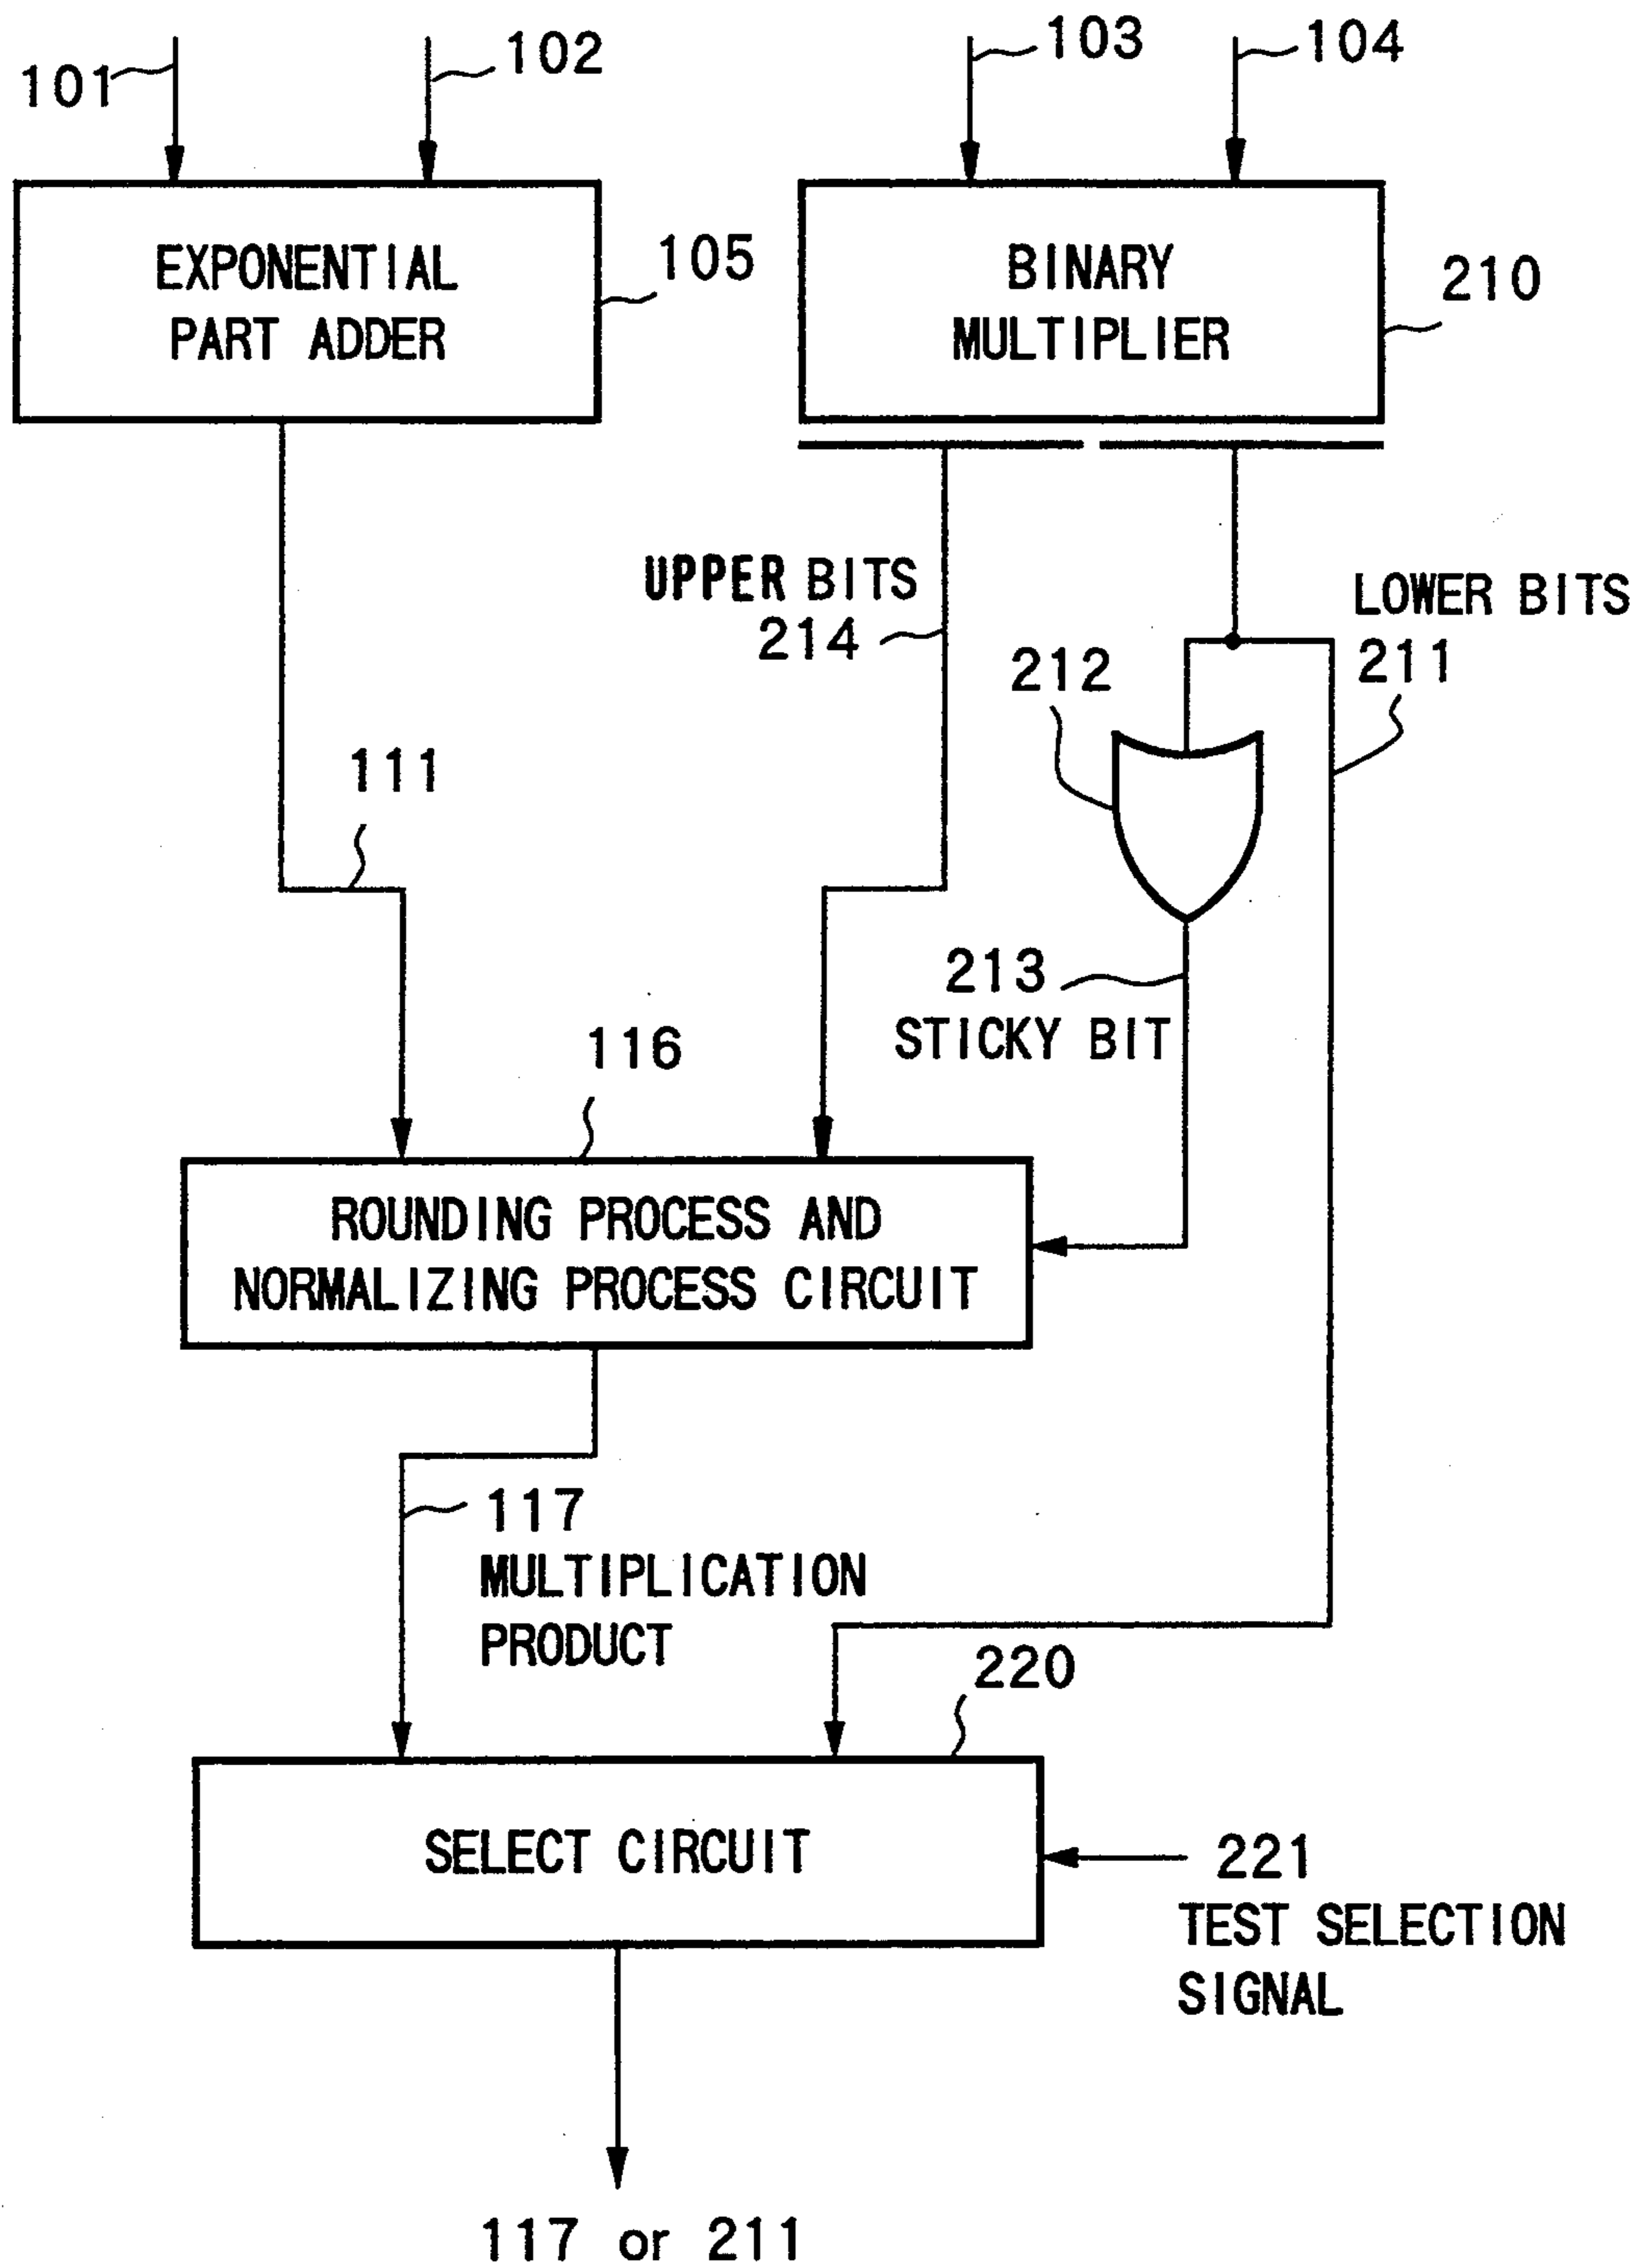 101
102
103
104
EXPONENTIAL
PART ADDER
105
BINARY
MULTIPLIER
210
UPPER BITS
214
LOWER BITS
211
212
111
213
STICKY BIT
116
ROUNDING PROCESS AND
NORMALIZING PROCESS CIRCUIT
117
MULTIPLICATION
PRODUCT
220
SELECT CIRCUIT
221
TEST SELECTION
SIGNAL
117 or 211